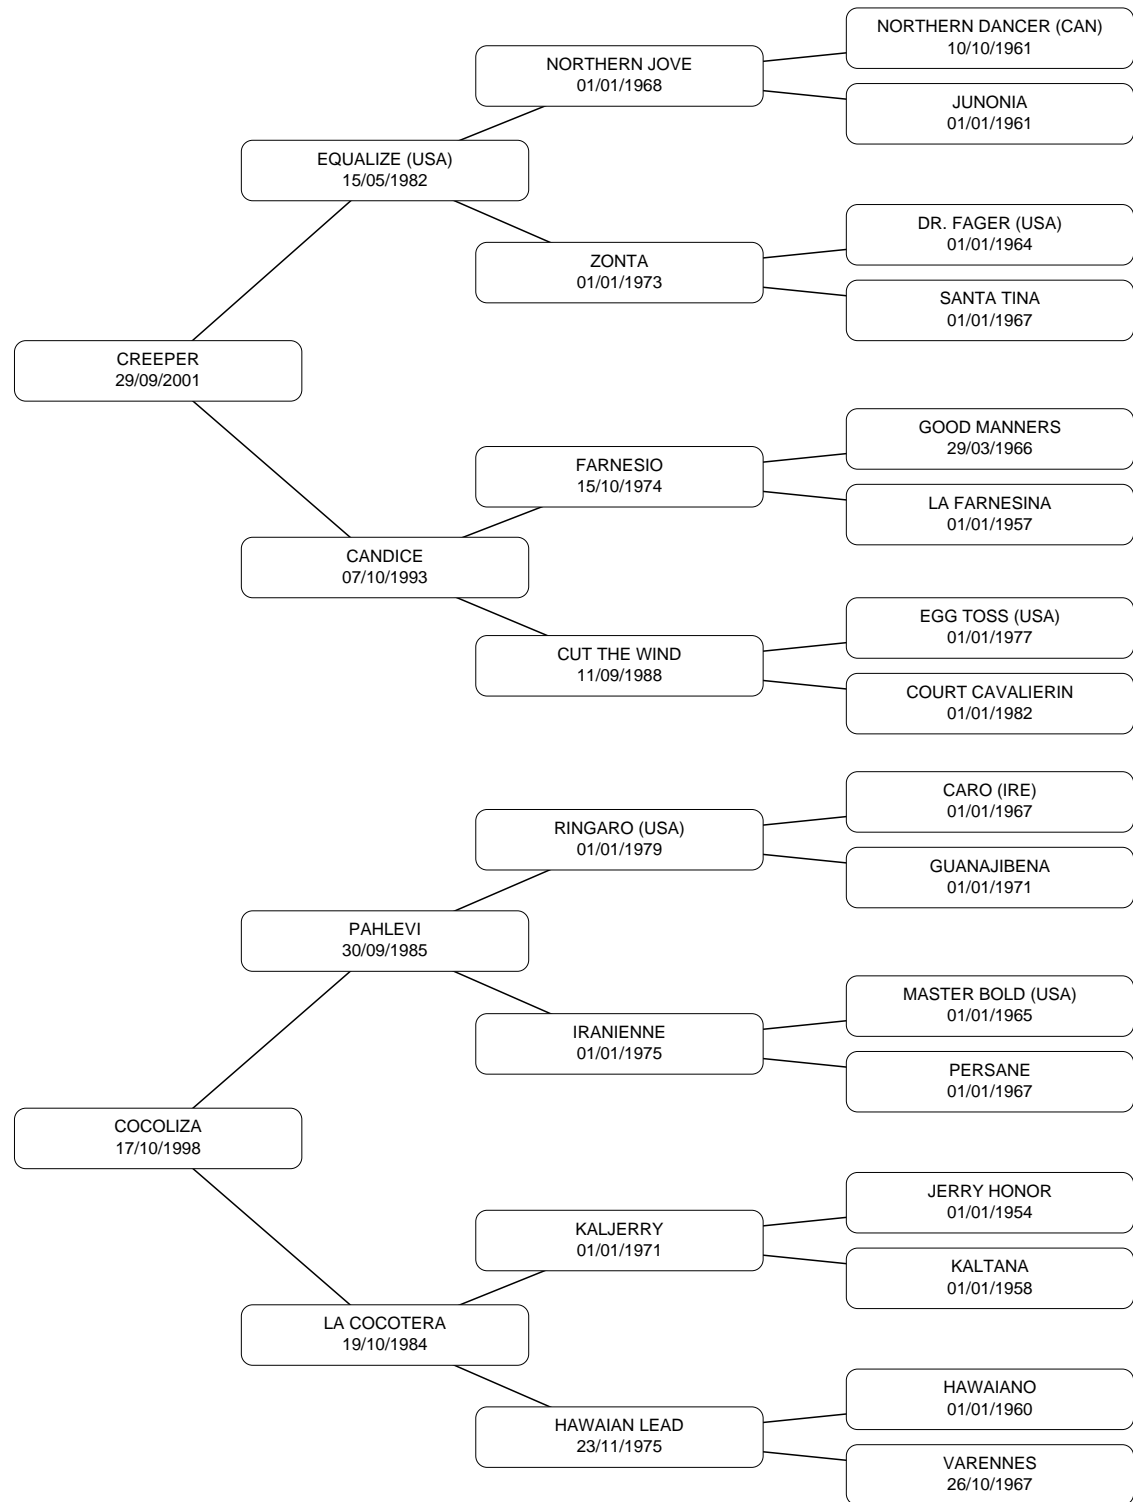 NORTHERN DANCER (CAN)
10/10/1961
NORTHERN JOVE
01/01/1968
JUNONIA
01/01/1961
EQUALIZE (USA)
15/05/1982
DR. FAGER (USA)
01/01/1964
ZONTA
01/01/1973
SANTA TINA
01/01/1967
CREEPER
29/09/2001
GOOD MANNERS
29/03/1966
FARNESIO
15/10/1974
LA FARNESINA
01/01/1957
CANDICE
07/10/1993
EGG TOSS (USA)
01/01/1977
CUT THE WIND
11/09/1988
COURT CAVALIERIN
01/01/1982
CARO (IRE)
01/01/1967
RINGARO (USA)
01/01/1979
GUANAJIBENA
01/01/1971
PAHLEVI
30/09/1985
MASTER BOLD (USA)
01/01/1965
IRANIENNE
01/01/1975
PERSANE
01/01/1967
COCOLIZA
17/10/1998
JERRY HONOR
01/01/1954
KALJERRY
01/01/1971
KALTANA
01/01/1958
LA COCOTERA
19/10/1984
HAWAIANO
01/01/1960
HAWAIAN LEAD
23/11/1975
VARENNES
26/10/1967